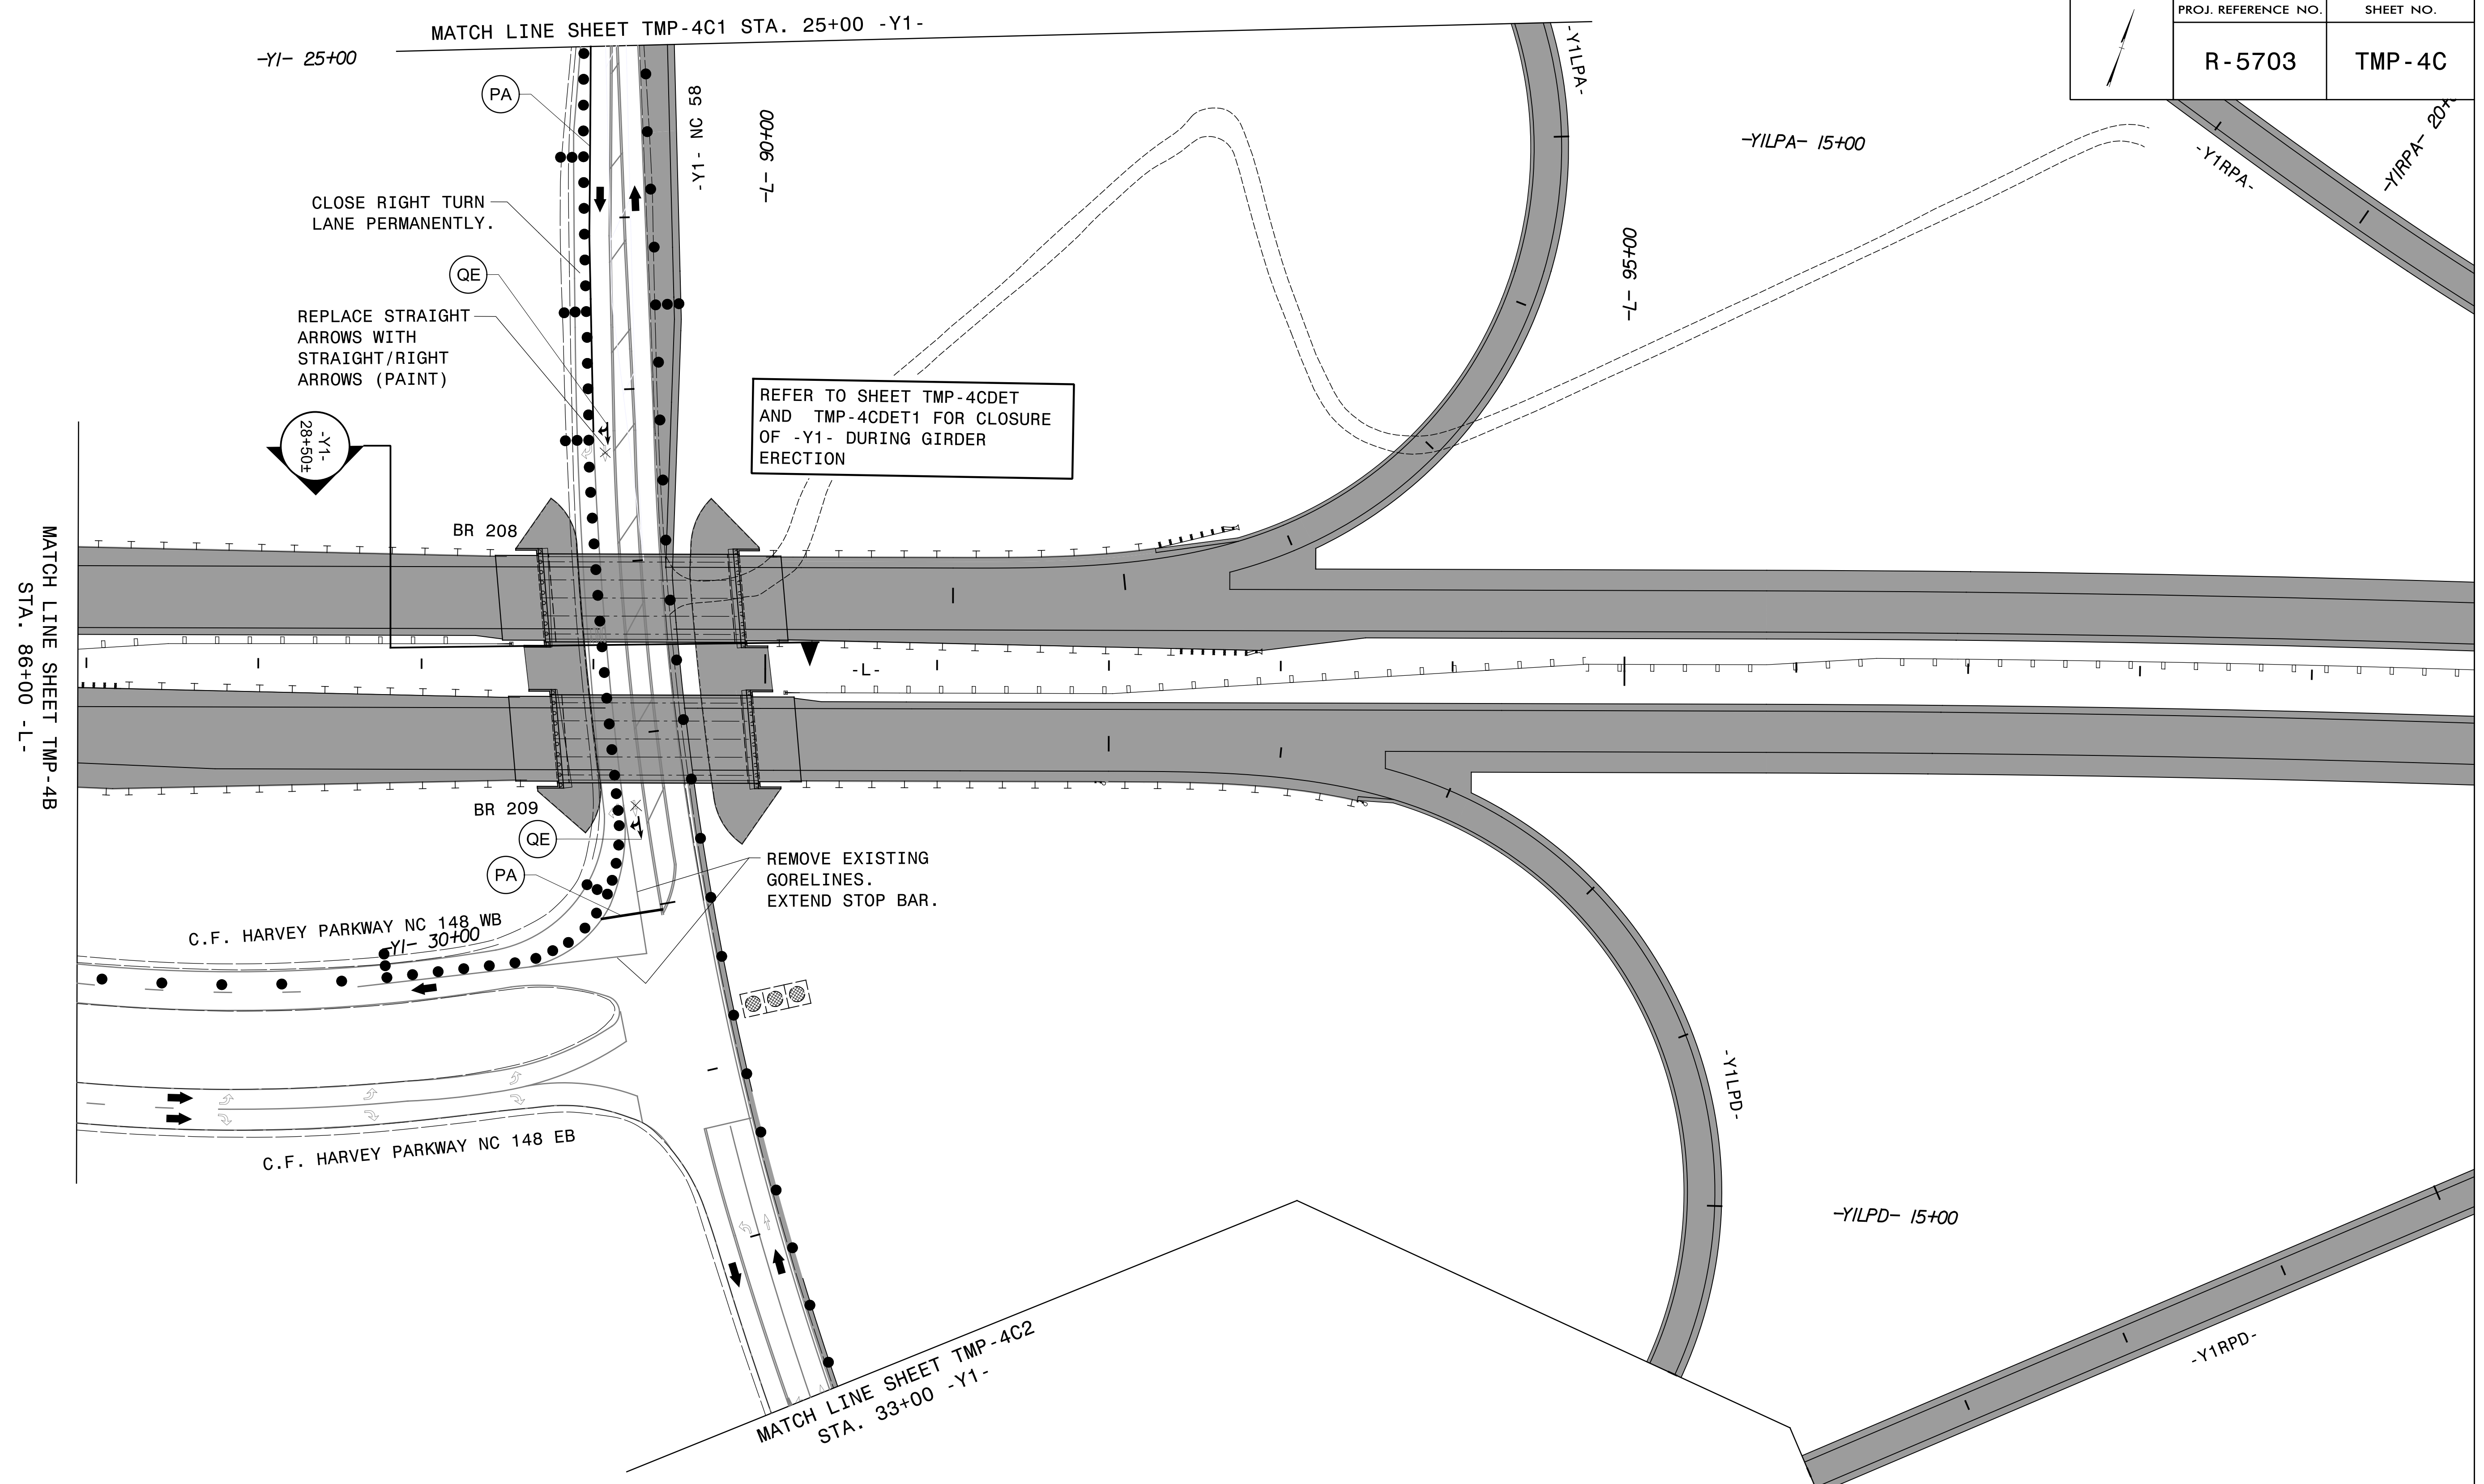 MATCH LINE SHEET TMP-4C1 STA. 25+00 -Y1-
-Y1- 25+00
PROJ. REFERENCE NO.
SHEET NO.
R-5703
TMP-4C
PA
-Y1- NC 58
-L- 90+00
-Y1LPA-
-Y1LPA- 15+00
-Y1RPA-
CLOSE RIGHT TURN
LANE PERMANENTLY.
QE
REPLACE STRAIGHT
ARROWS WITH
STRAIGHT/RIGHT
ARROWS (PAINT)
-L- 95+00
REFER TO SHEET TMP-4CDET
AND TMP-4CDET1 FOR CLOSURE
OF -Y1- DURING GIRDER
ERECTION
-Y1-
28+50±
BR 208
MATCH LINE SHEET TMP-4B
STA. 86+00 -L-
-L-
BR 209
QE
PA
REMOVE EXISTING
GORELINES.
EXTEND STOP BAR.
C.F. HARVEY PARKWAY NC 148 WB
-Y1- 30+00
C.F. HARVEY PARKWAY NC 148 EB
-Y1LPD-
-Y1LPD- 15+00
-Y1RPD-
MATCH LINE SHEET TMP-4C2
STA. 33+00 -Y1-